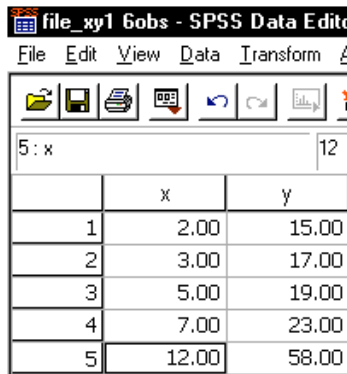 file_xy1 6obs - SPSS Data Edito
File Edit View Data Transform
5 : x 12
x y
1 2.00 15.00
2 3.00 17.00
3 5.00 19.00
4 7.00 23.00
5 12.00 58.00